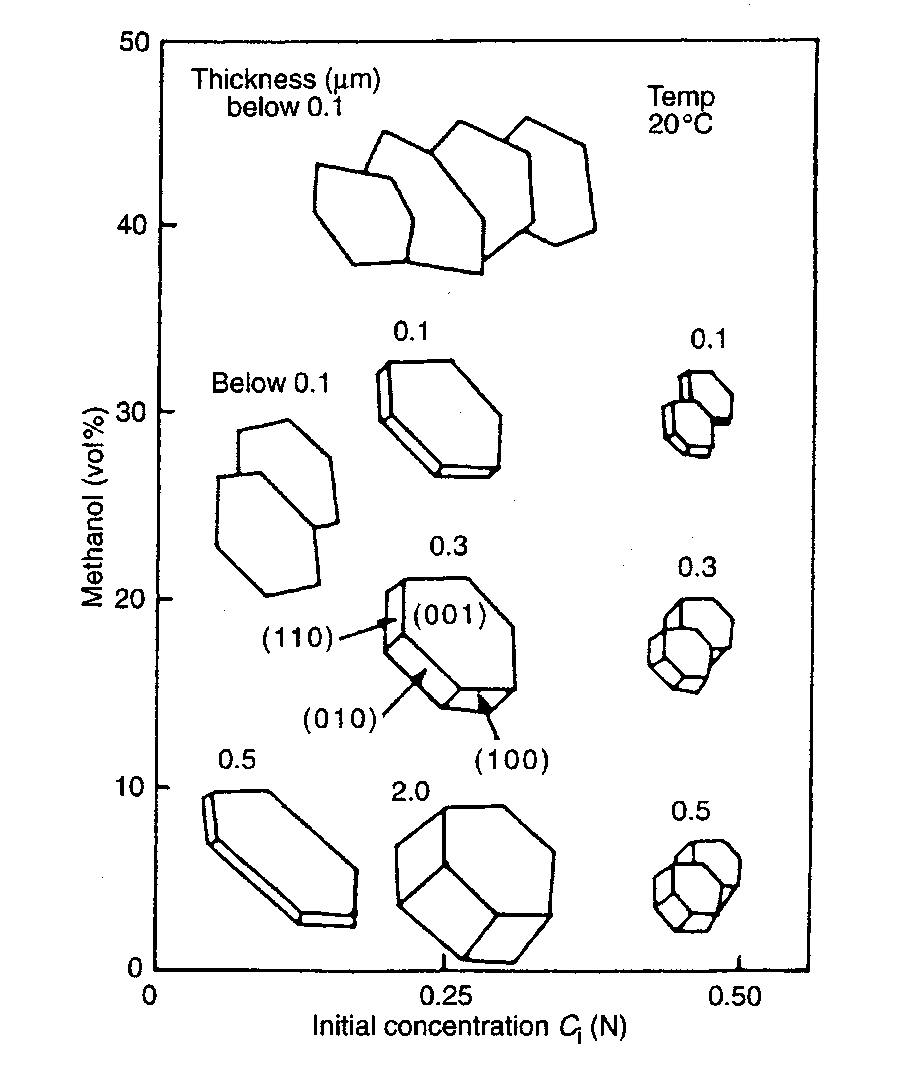 50
Thickness (μm)
below 0.1
Temp
20°C
40
0.1
0.1
Below 0.1
30
Methanol (vol%)
0.3
0.3
20
(001)
(110)
(010)
(100)
0.5
10
2.0
0.5
0
0
0.25
0.50
Initial concentration Ci (N)